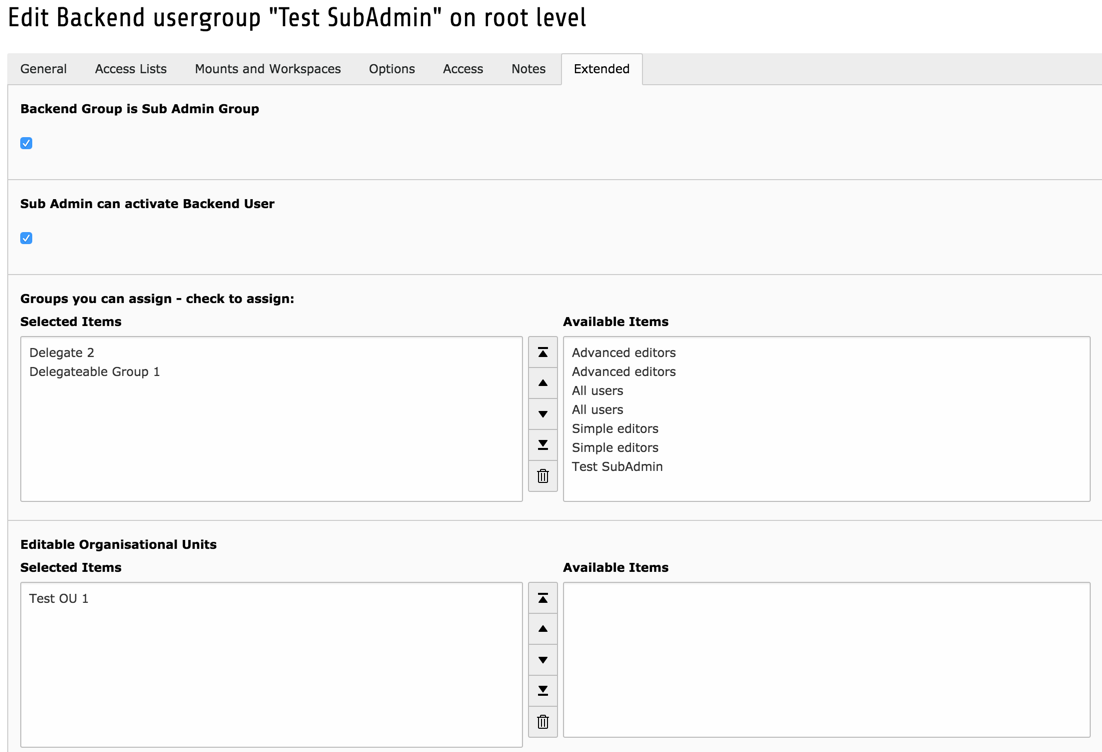 Edit Backend usergroup "Test SubAdmin" on root level
General Access Lists Mounts and Workspaces Options Access Notes Extended
Backend Group is Sub Admin Group
Sub Admin can activate Backend User
Groups you can assign - check to assign:
Selected Items
Delegate 2
Delegateable Group 1
Available Items
Advanced editors
Advanced editors
All users
All users
Simple editors
Simple editors
Test SubAdmin
Editable Organisational Units
Selected Items
Test OU 1
Available Items